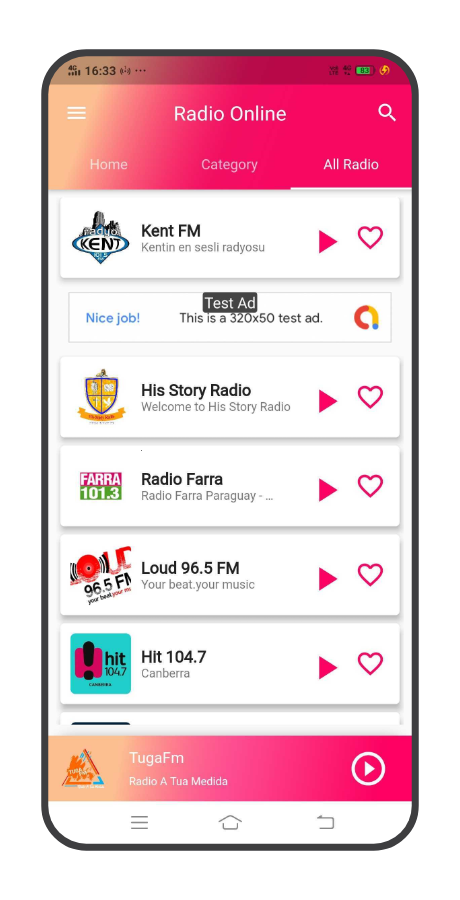 4G 16:33 ···
83
Radio Online
Home Category All Radio
radyo
KENT
101.5
Kent FM
Kentin en sesli radyosu
Test Ad
Nice job! This is a 320x50 test ad.
His Story Radio
Welcome to His Story Radio
FARRA
101.3
Radio Farra
Radio Farra Paraguay - ...
LOUD
96.5 FM
your beat.your mu
Loud 96.5 FM
Your beat.your music
hit
104.7
CANBERRA
Hit 104.7
Canberra
TugaFm
Radio A Tua Medida